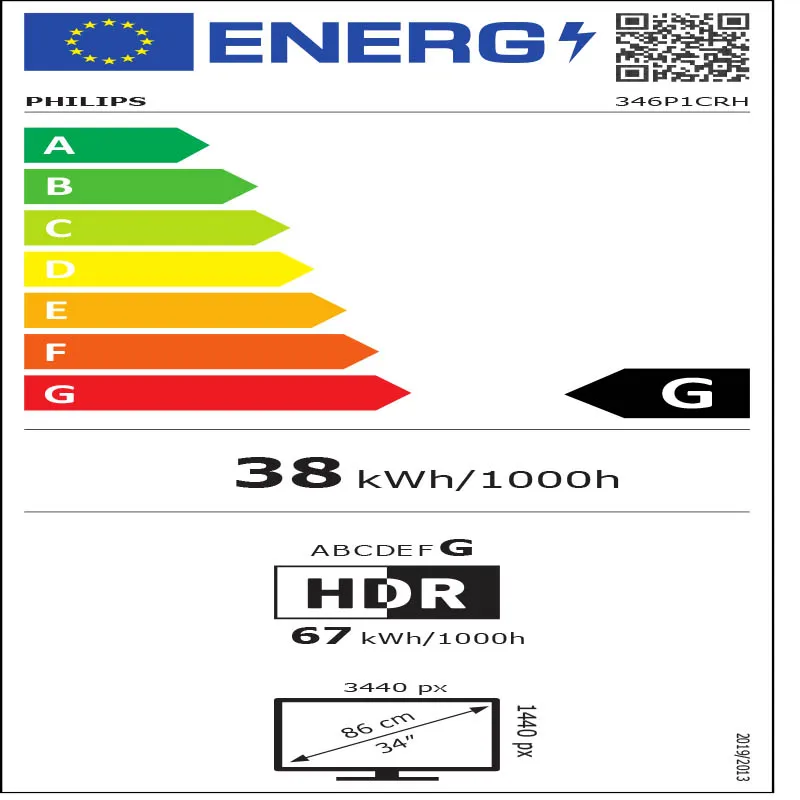 ENERG
PHILIPS 346P1CRH
A
B
C
D
E
F
G
G
38 kWh/1000h
ABCDEFG
HDR
67 kWh/1000h
3440 px
86 cm
34”
1440 px
2019/2013